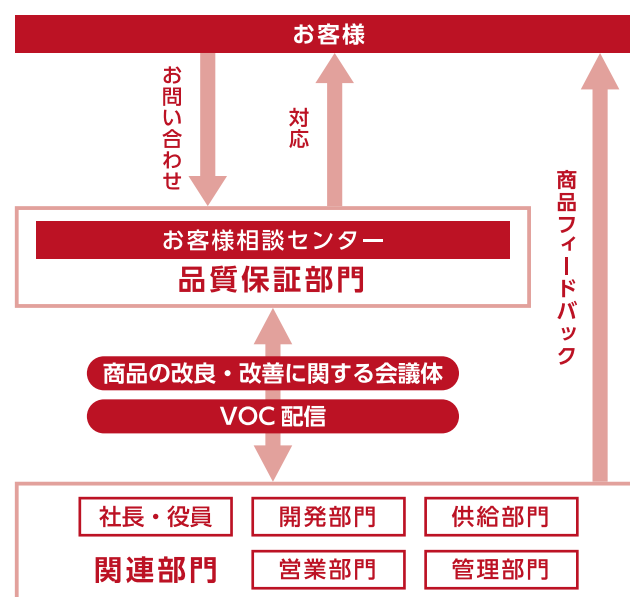 お客様
お問い合わせ
対応
商品フィードバック
お客様相談センター
品質保証部門
商品の改良・改善に関する会議体
VOC 配信
社長・役員
開発部門
供給部門
関連部門
営業部門
管理部門